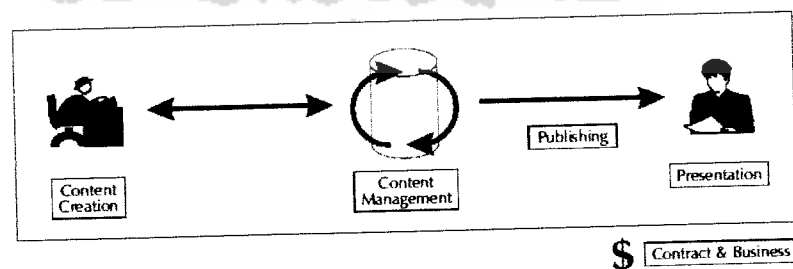 Content
Creation
Content
Management
Publishing
Presentation
$ Contract & Business